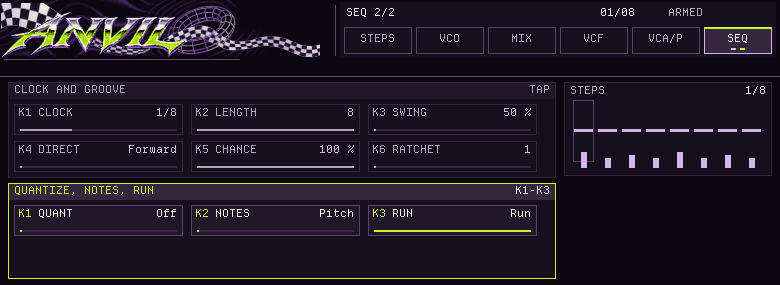 ANVIL
SEQ 2/2 01/08 ARMED
STEPS VCO MIX VCF VCA/P SEQ
CLOCK AND GROOVE TAP
K1 CLOCK 1/8 K2 LENGTH 8 K3 SWING 50 %
K4 DIRECT Forward K5 CHANCE 100 % K6 RATCHET 1
STEPS 1/8
QUANTIZE, NOTES, RUN K1-K3
K1 QUANT Off K2 NOTES Pitch K3 RUN Run